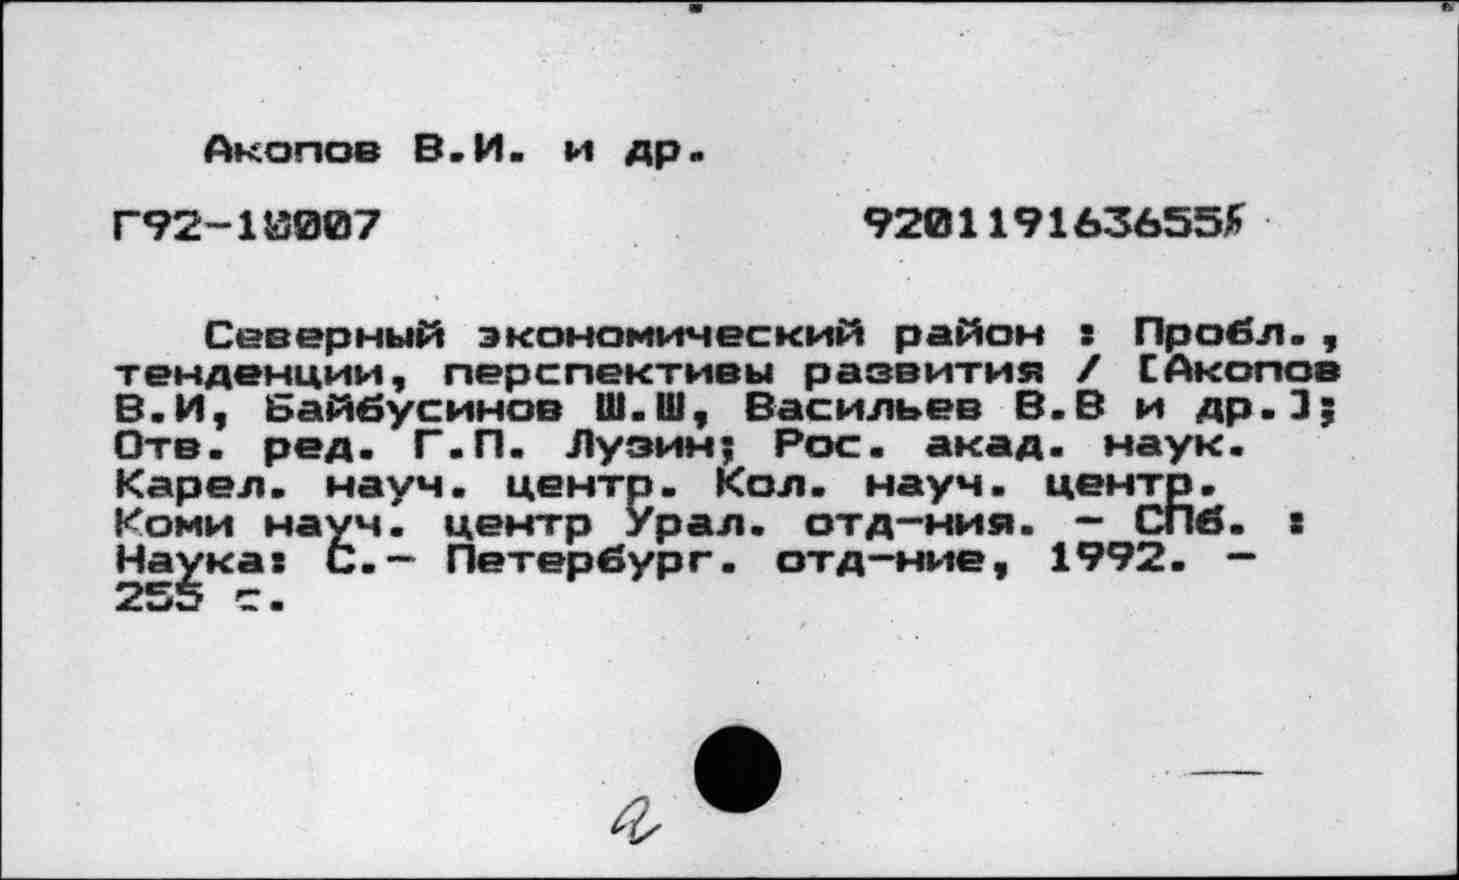 Акопов В.И. и др.
920119163655
Северный экономический район : Пробл.,
тенденции, перспективы развития / [Акопов
В.И, Байбусинов Ш.Ш, Васильев В.В и др.];
Отв. ред. Г.П. Лузин; Рос. акад. наук.
Карел. науч. центр. Кол. науч. центр.
Коми науч. центр Урал. отд-ния. - СПб. :
Наука: С.- Петербург. отд-ние, 1992. -
255 с.